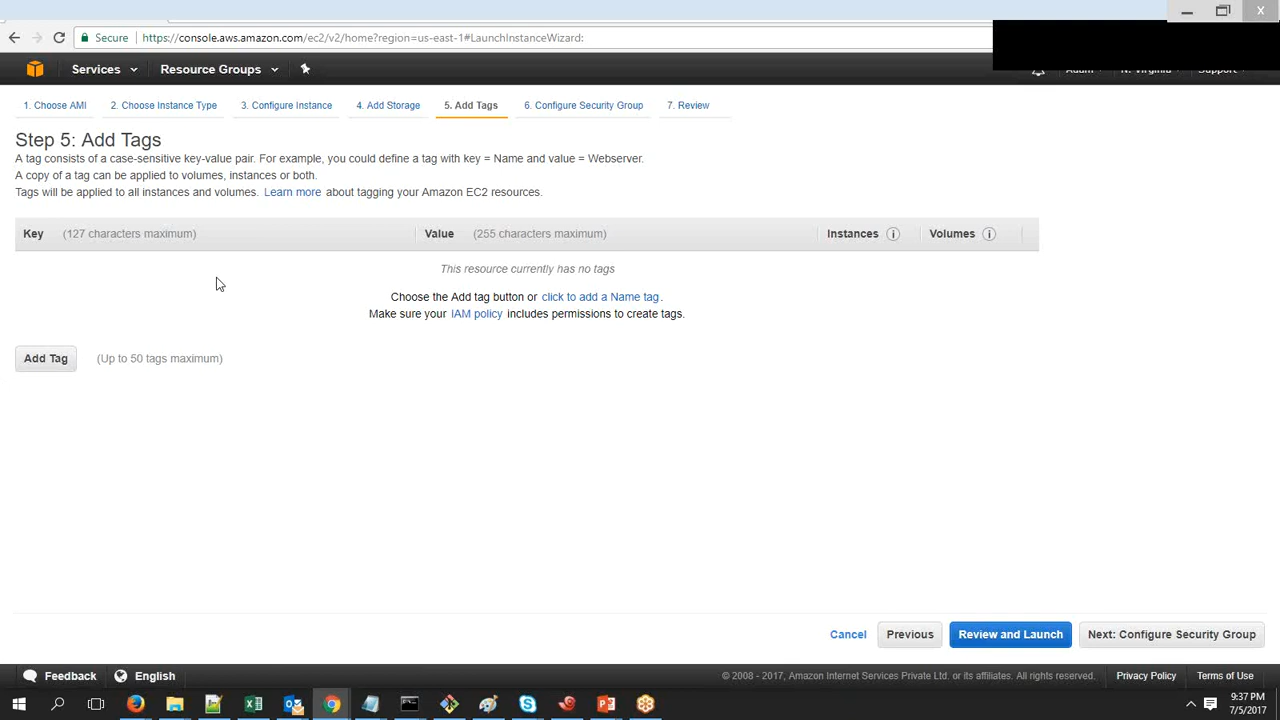 X
Secure https://console.aws.amazon.com/ec2/v2/home?region=us-east-1#LaunchInstanceWizard:
Services Resource Groups Adam N. Virginia Support
1. Choose AMI 2. Choose Instance Type 3. Configure Instance 4. Add Storage 5. Add Tags 6. Configure Security Group 7. Review
Step 5: Add Tags
A tag consists of a case-sensitive key-value pair. For example, you could define a tag with key = Name and value = Webserver.
A copy of a tag can be applied to volumes, instances or both.
Tags will be applied to all instances and volumes. Learn more about tagging your Amazon EC2 resources.
Key (127 characters maximum) Value (255 characters maximum) Instances i Volumes i
This resource currently has no tags
Choose the Add tag button or click to add a Name tag.
Make sure your IAM policy includes permissions to create tags.
Add Tag (Up to 50 tags maximum)
Cancel Previous Review and Launch Next: Configure Security Group
Feedback English © 2008 - 2017, Amazon Internet Services Private Ltd. or its affiliates. All rights reserved. Privacy Policy Terms of Use
9:37 PM
7/5/2017